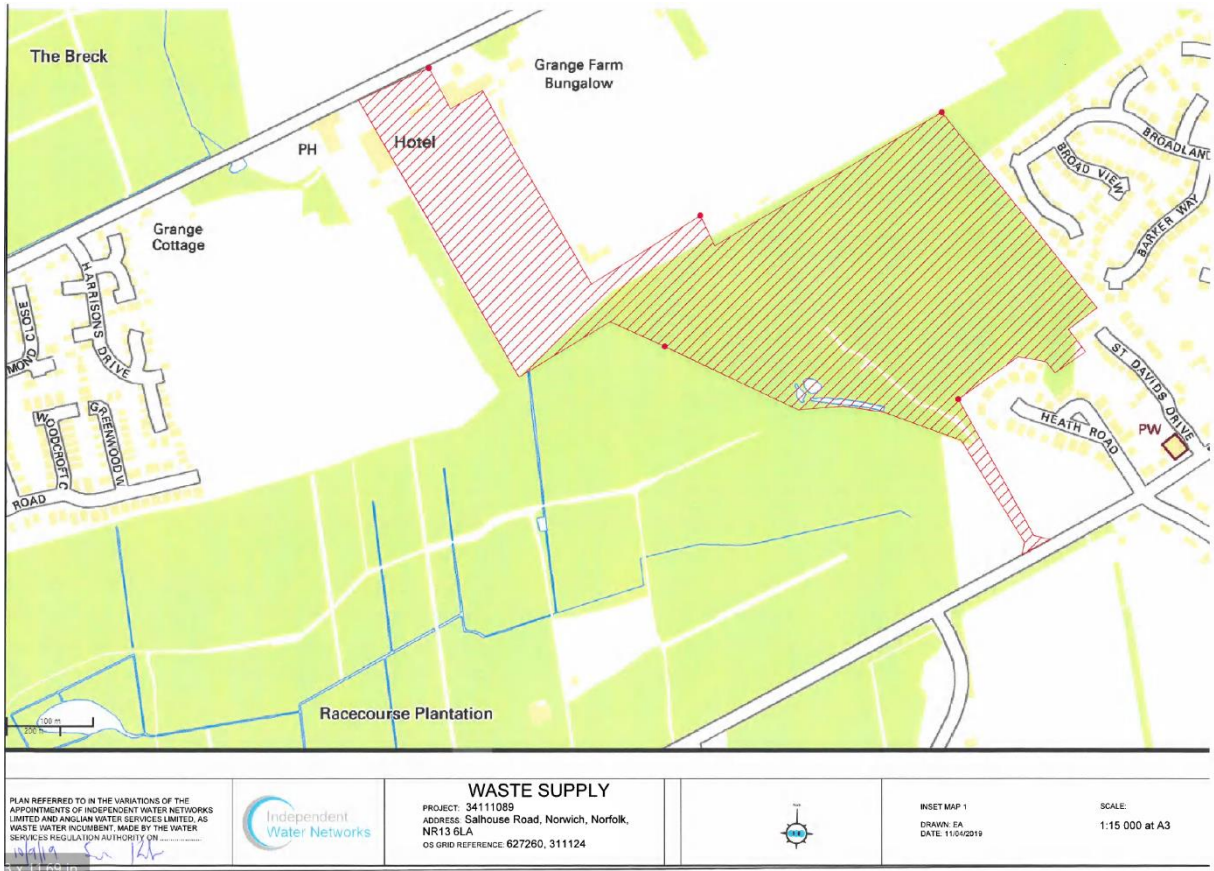 The Breck
Grange Farm
Bungalow
PH
Hotel
Grange
Cottage
HARRISONS DRIVE
MOND CLOSE
WOODCROFT C
GREENWOOD W
ROAD
BROADLAND
BROAD VIEW
BARKER WAY
ST DAVIDS DRIVE
HEATH ROAD
PW
Racecourse Plantation
100 m
200 ft
PLAN REFERRED TO IN THE VARIATIONS OF THE
APPOINTMENTS OF INDEPENDENT WATER NETWORKS
LIMITED AND ANGLIAN WATER SERVICES LIMITED, AS
WASTE WATER INCUMBENT, MADE BY THE WATER
SERVICES REGULATION AUTHORITY ON ................
10/9/19
Independent
Water Networks
WASTE SUPPLY
PROJECT: 34111089
ADDRESS: Salhouse Road, Norwich, Norfolk,
NR13 6LA
OS GRID REFERENCE: 627260, 311124
INSET MAP 1
DRAWN: EA
DATE: 11/04/2019
SCALE:
1:15 000 at A3